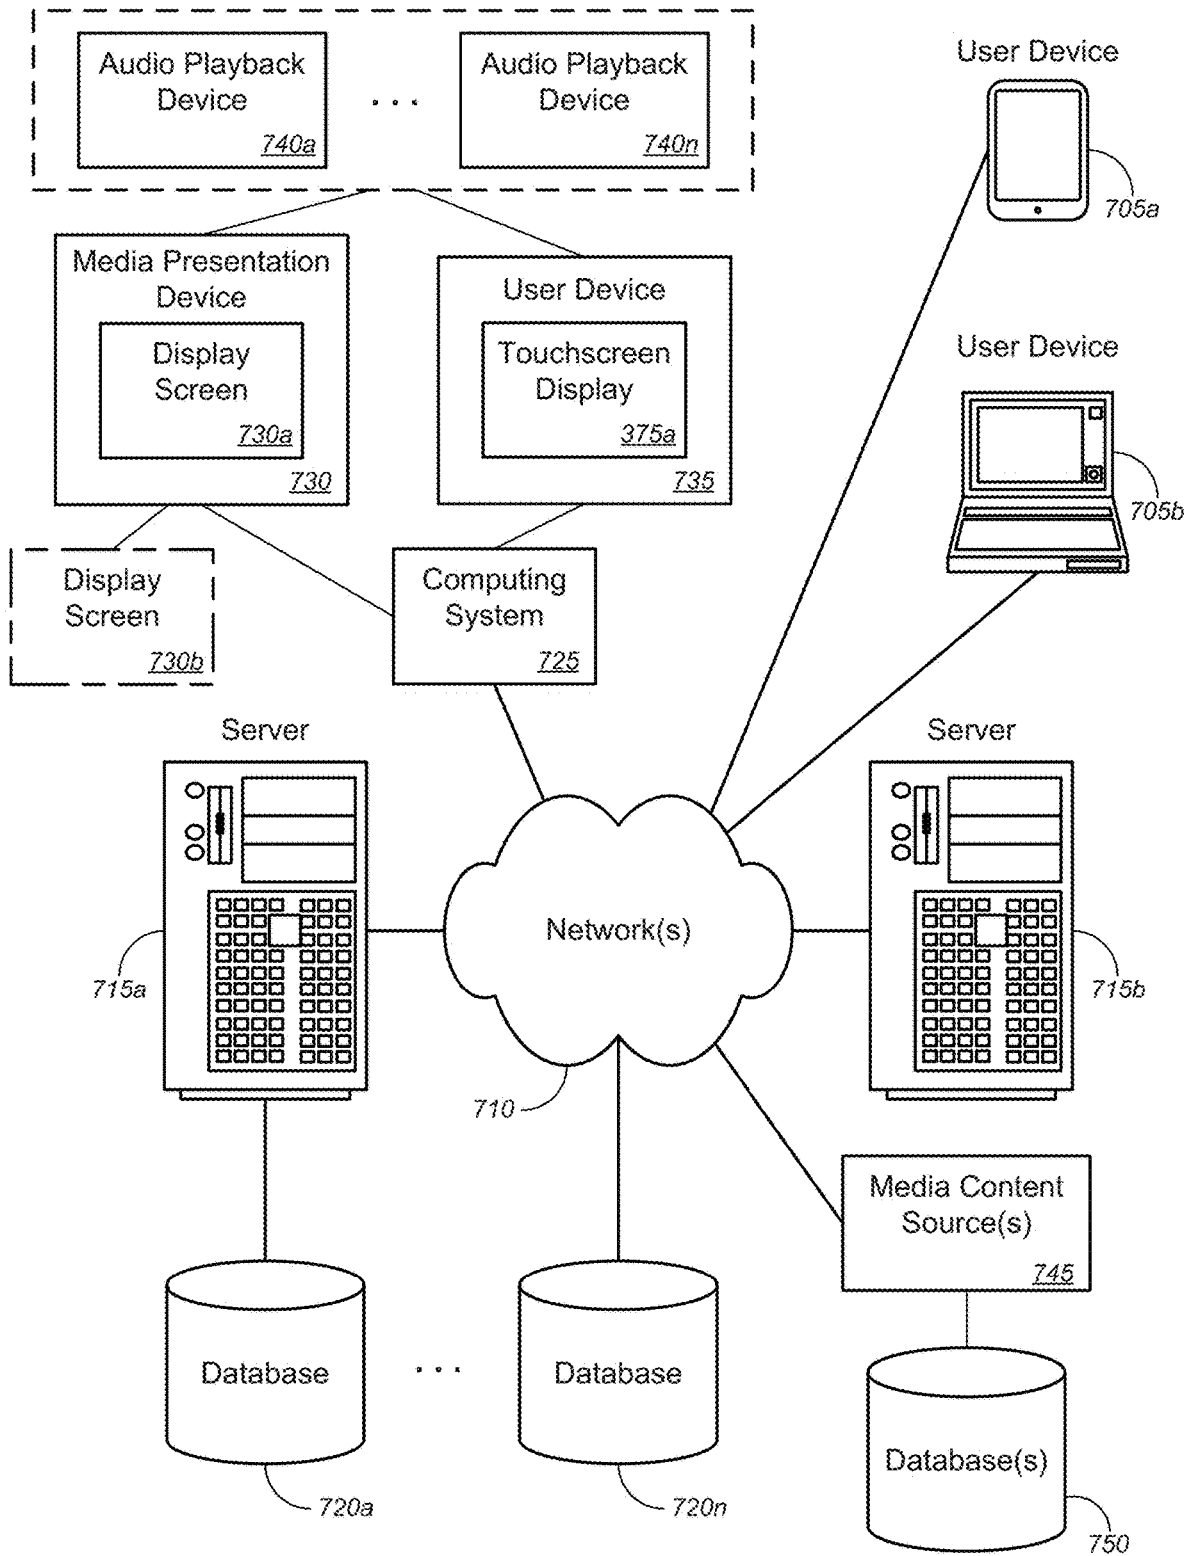 Audio Playback
Device
740a
. . .
Audio Playback
Device
740n
User Device
705a
Media Presentation
Device
Display
Screen
730a
730
User Device
Touchscreen
Display
375a
735
User Device
705b
Display
Screen
730b
Computing
System
725
Server
715a
Network(s)
710
Server
715b
Media Content
Source(s)
745
Database
720a
. . .
Database
720n
Database(s)
750